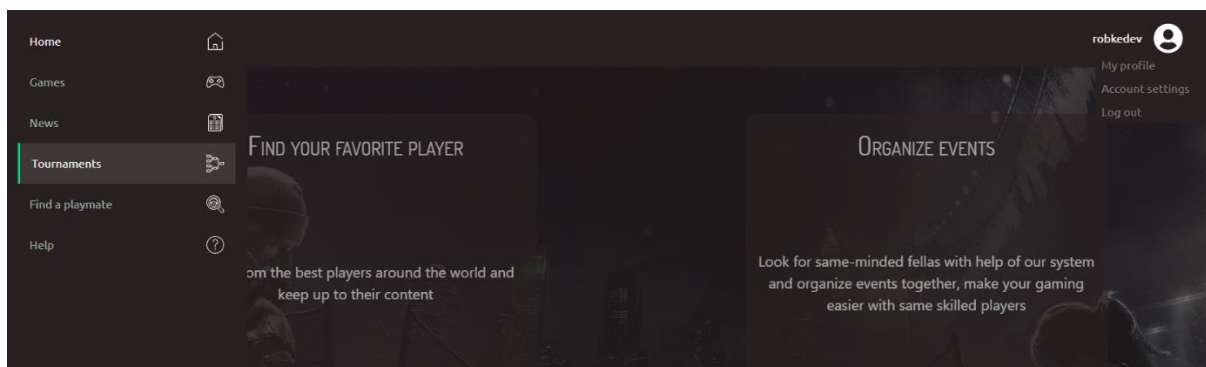 Home
Games
News
Tournaments
Find a playmate
Help
robkedev
My profile
Account settings
Log out
FIND YOUR FAVORITE PLAYER
om the best players around the world and
keep up to their content
ORGANIZE EVENTS
Look for same-minded fellas with help of our system
and organize events together, make your gaming
easier with same skilled players